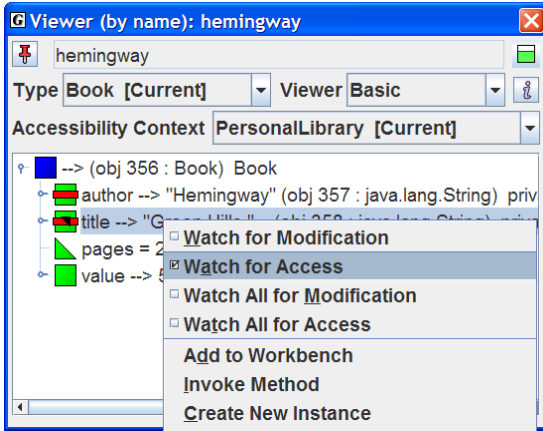 G Viewer (by name): hemingway
hemingway
Type Book [Current] Viewer Basic i
Accessibility Context PersonalLibrary [Current]
--> (obj 356 : Book) Book
author --> "Hemingway" (obj 357 : java.lang.String) priv
title --> "Green Hills
Watch for Modification
pages = 2
Watch for Access
value --> 5
Watch All for Modification
Watch All for Access
Add to Workbench
Invoke Method
Create New Instance